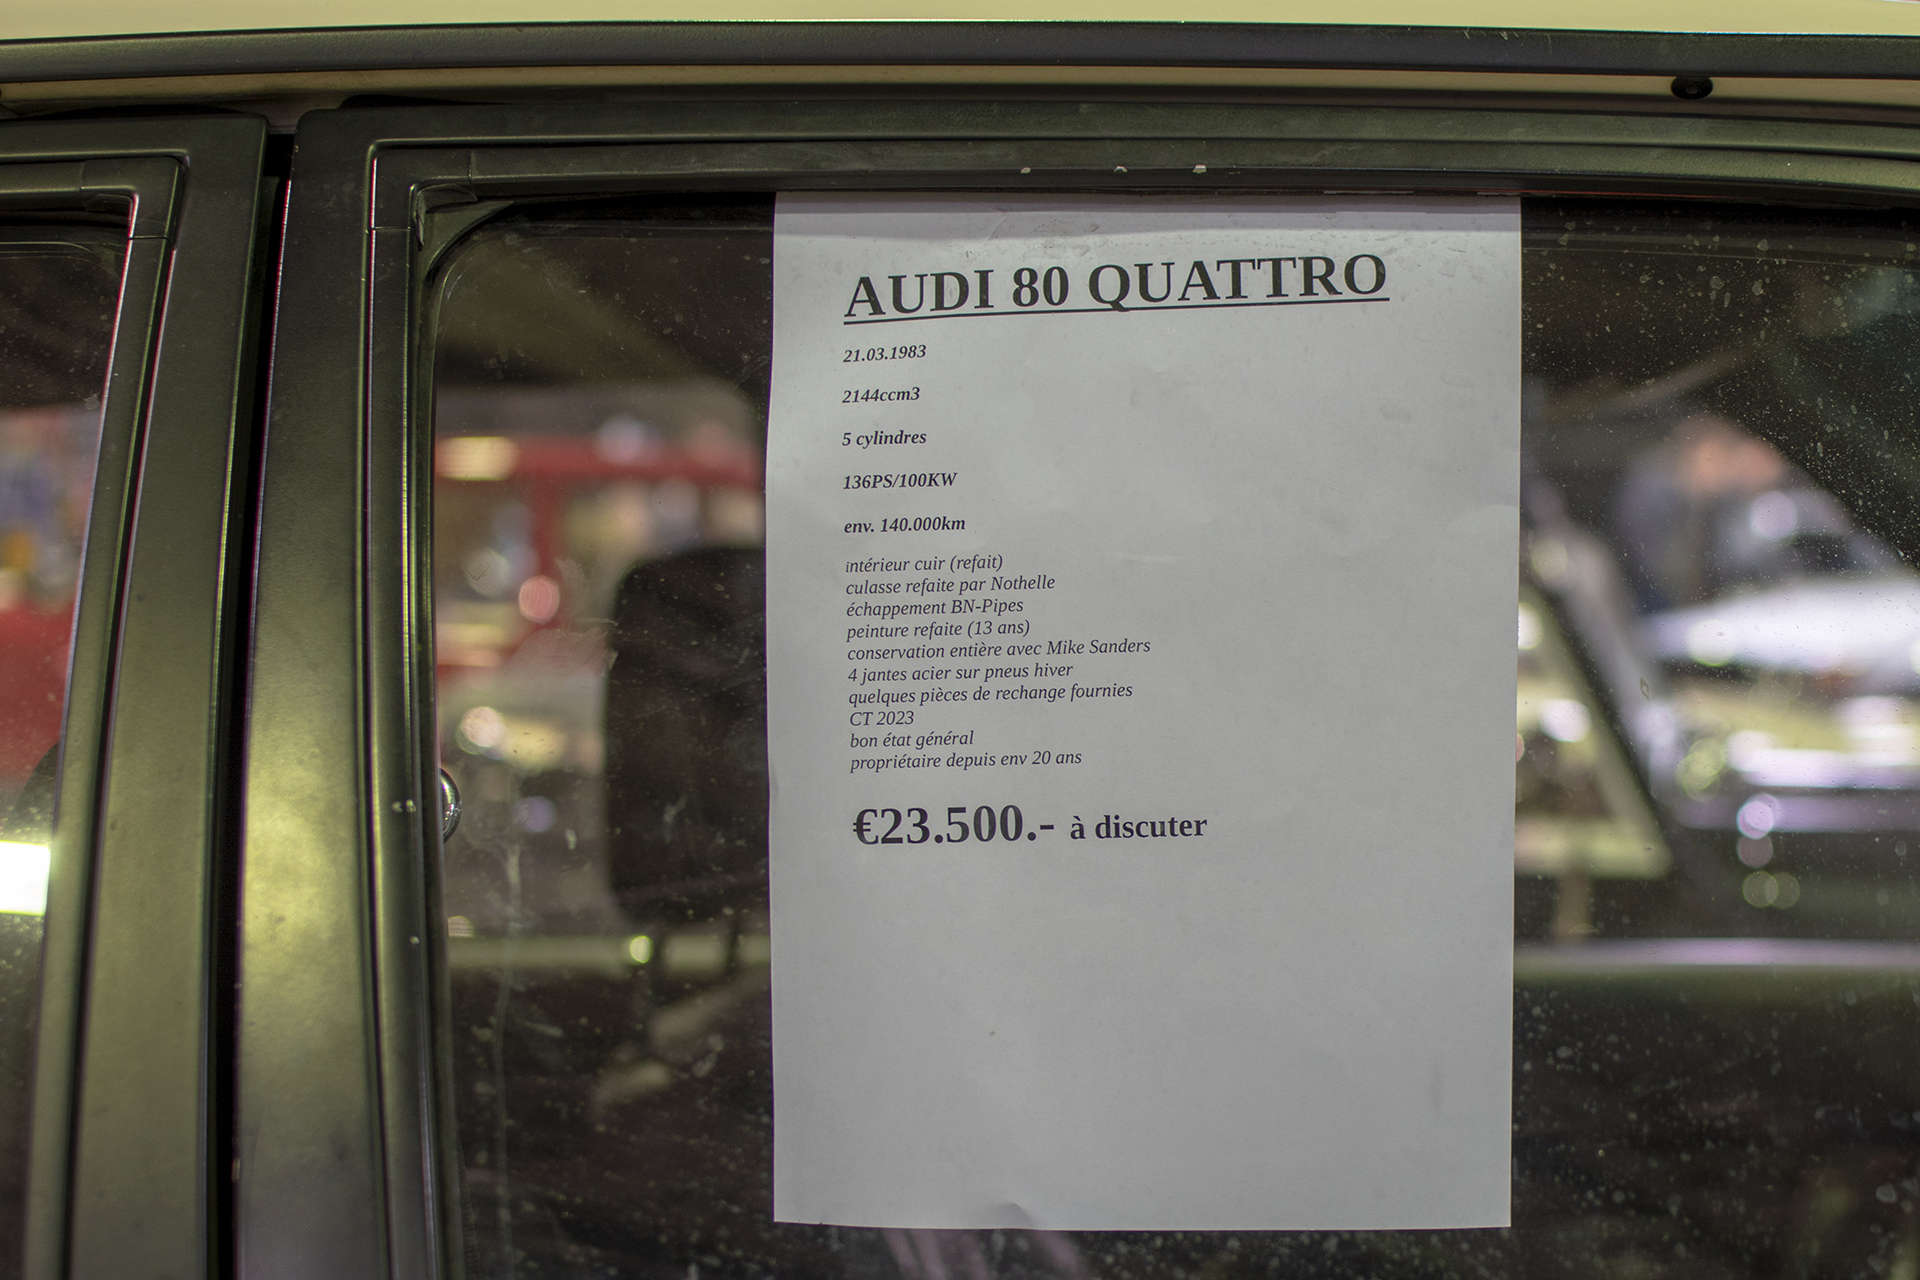 AUDI 80 QUATTRO
21.03.1983
2144ccm3
5 cylindres
136PS/100KW
env. 140.000km
intérieur cuir (refait)
culasse refaite par Nothelle
échappement BN-Pipes
peinture refaite (13 ans)
conservation entière avec Mike Sanders
4 jantes acier sur pneus hiver
quelques pièces de rechange fournies
CT 2023
bon état général
propriétaire depuis env 20 ans
€23.500.- à discuter